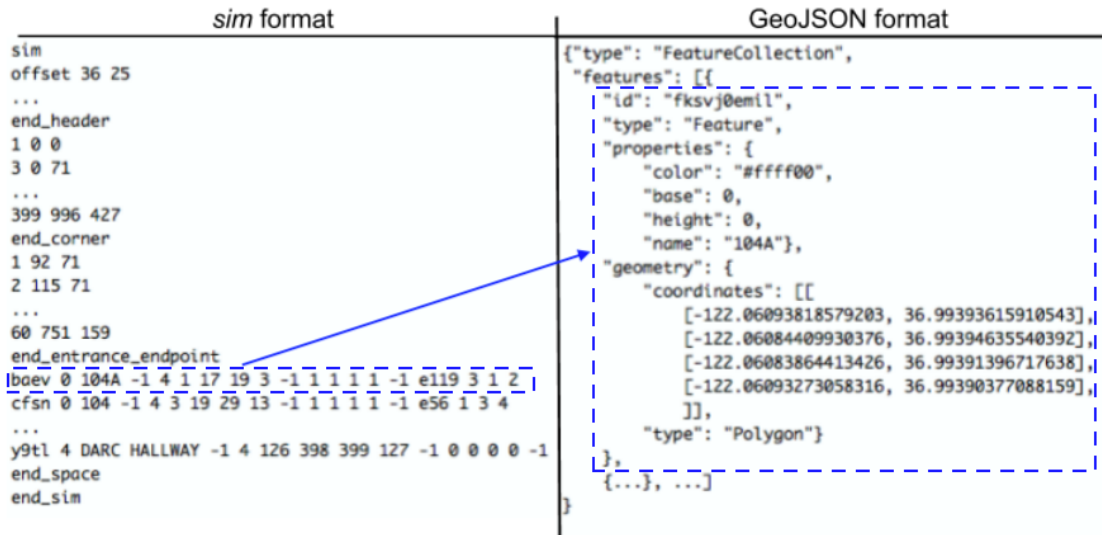 sim format
sim
offset 36 25
...
end_header
1 0 0
3 0 71
...
399 996 427
end_corner
1 92 71
2 115 71
...
60 751 159
end_entrance_endpoint
baev 0 104A -1 4 1 17 19 3 -1 1 1 1 1 -1 e119 3 1 2
cfsn 0 104 -1 4 3 19 29 13 -1 1 1 1 1 -1 e56 1 3 4
...
y9tl 4 DARC HALLWAY -1 4 126 398 399 127 -1 0 0 0 0 -1
end_space
end_sim
GeoJSON format
{"type": "FeatureCollection",
"features": [{
"id": "fksvj0emil",
"type": "Feature",
"properties": {
"color": "#ffff00",
"base": 0,
"height": 0,
"name": "104A"},
"geometry": {
"coordinates": [[
[-122.06093818579203, 36.99393615910543],
[-122.06084409930376, 36.99394635540392],
[-122.06083864413426, 36.993913967176​38],
[-122.06093273058316, 36.99390377088159],
]],
"type": "Polygon"}
},
{...}, ...]
}